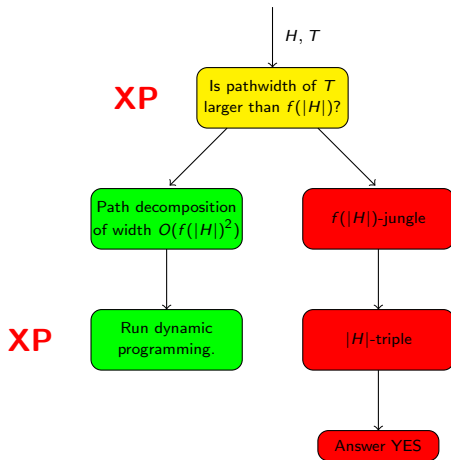 H, T
XP
Is pathwidth of T
larger than f(|H|)?
Path decomposition
of width O(f(|H|)²)
f(|H|)-jungle
XP
Run dynamic
programming.
|H|-triple
Answer YES